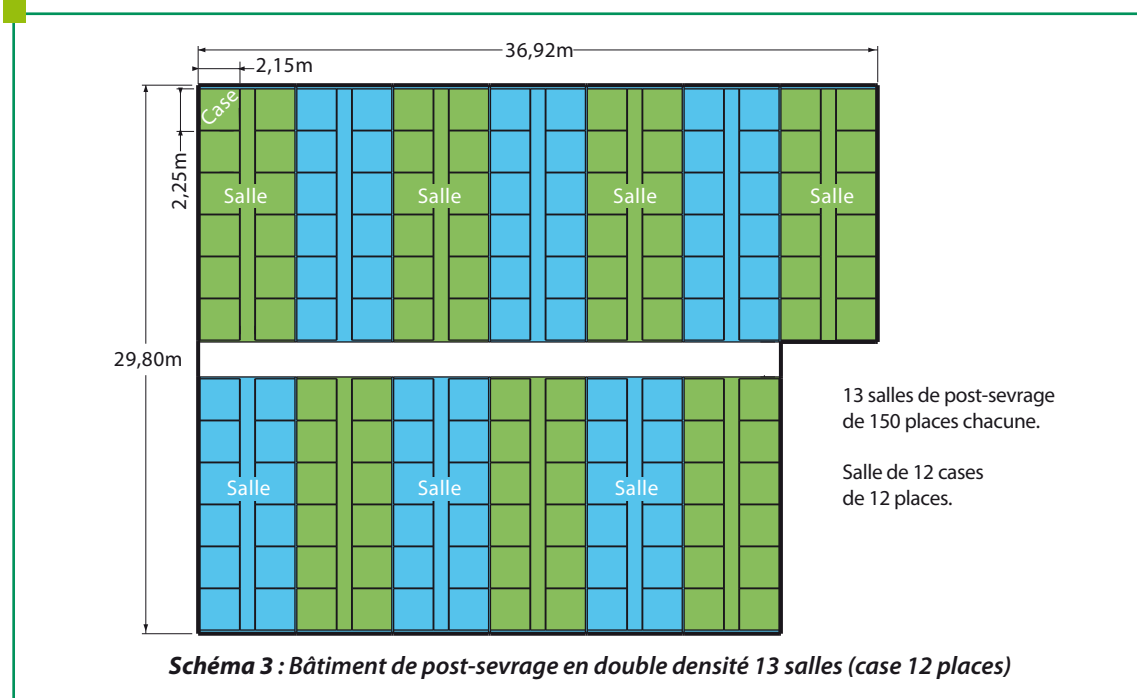 36,92m
2,15m
Case
2,25m
Salle
Salle
Salle
Salle
29,80m
13 salles de post-sevrage
de 150 places chacune.
Salle de 12 cases
de 12 places.
Salle
Salle
Salle
Schéma 3 : Bâtiment de post-sevrage en double densité 13 salles (case 12 places)